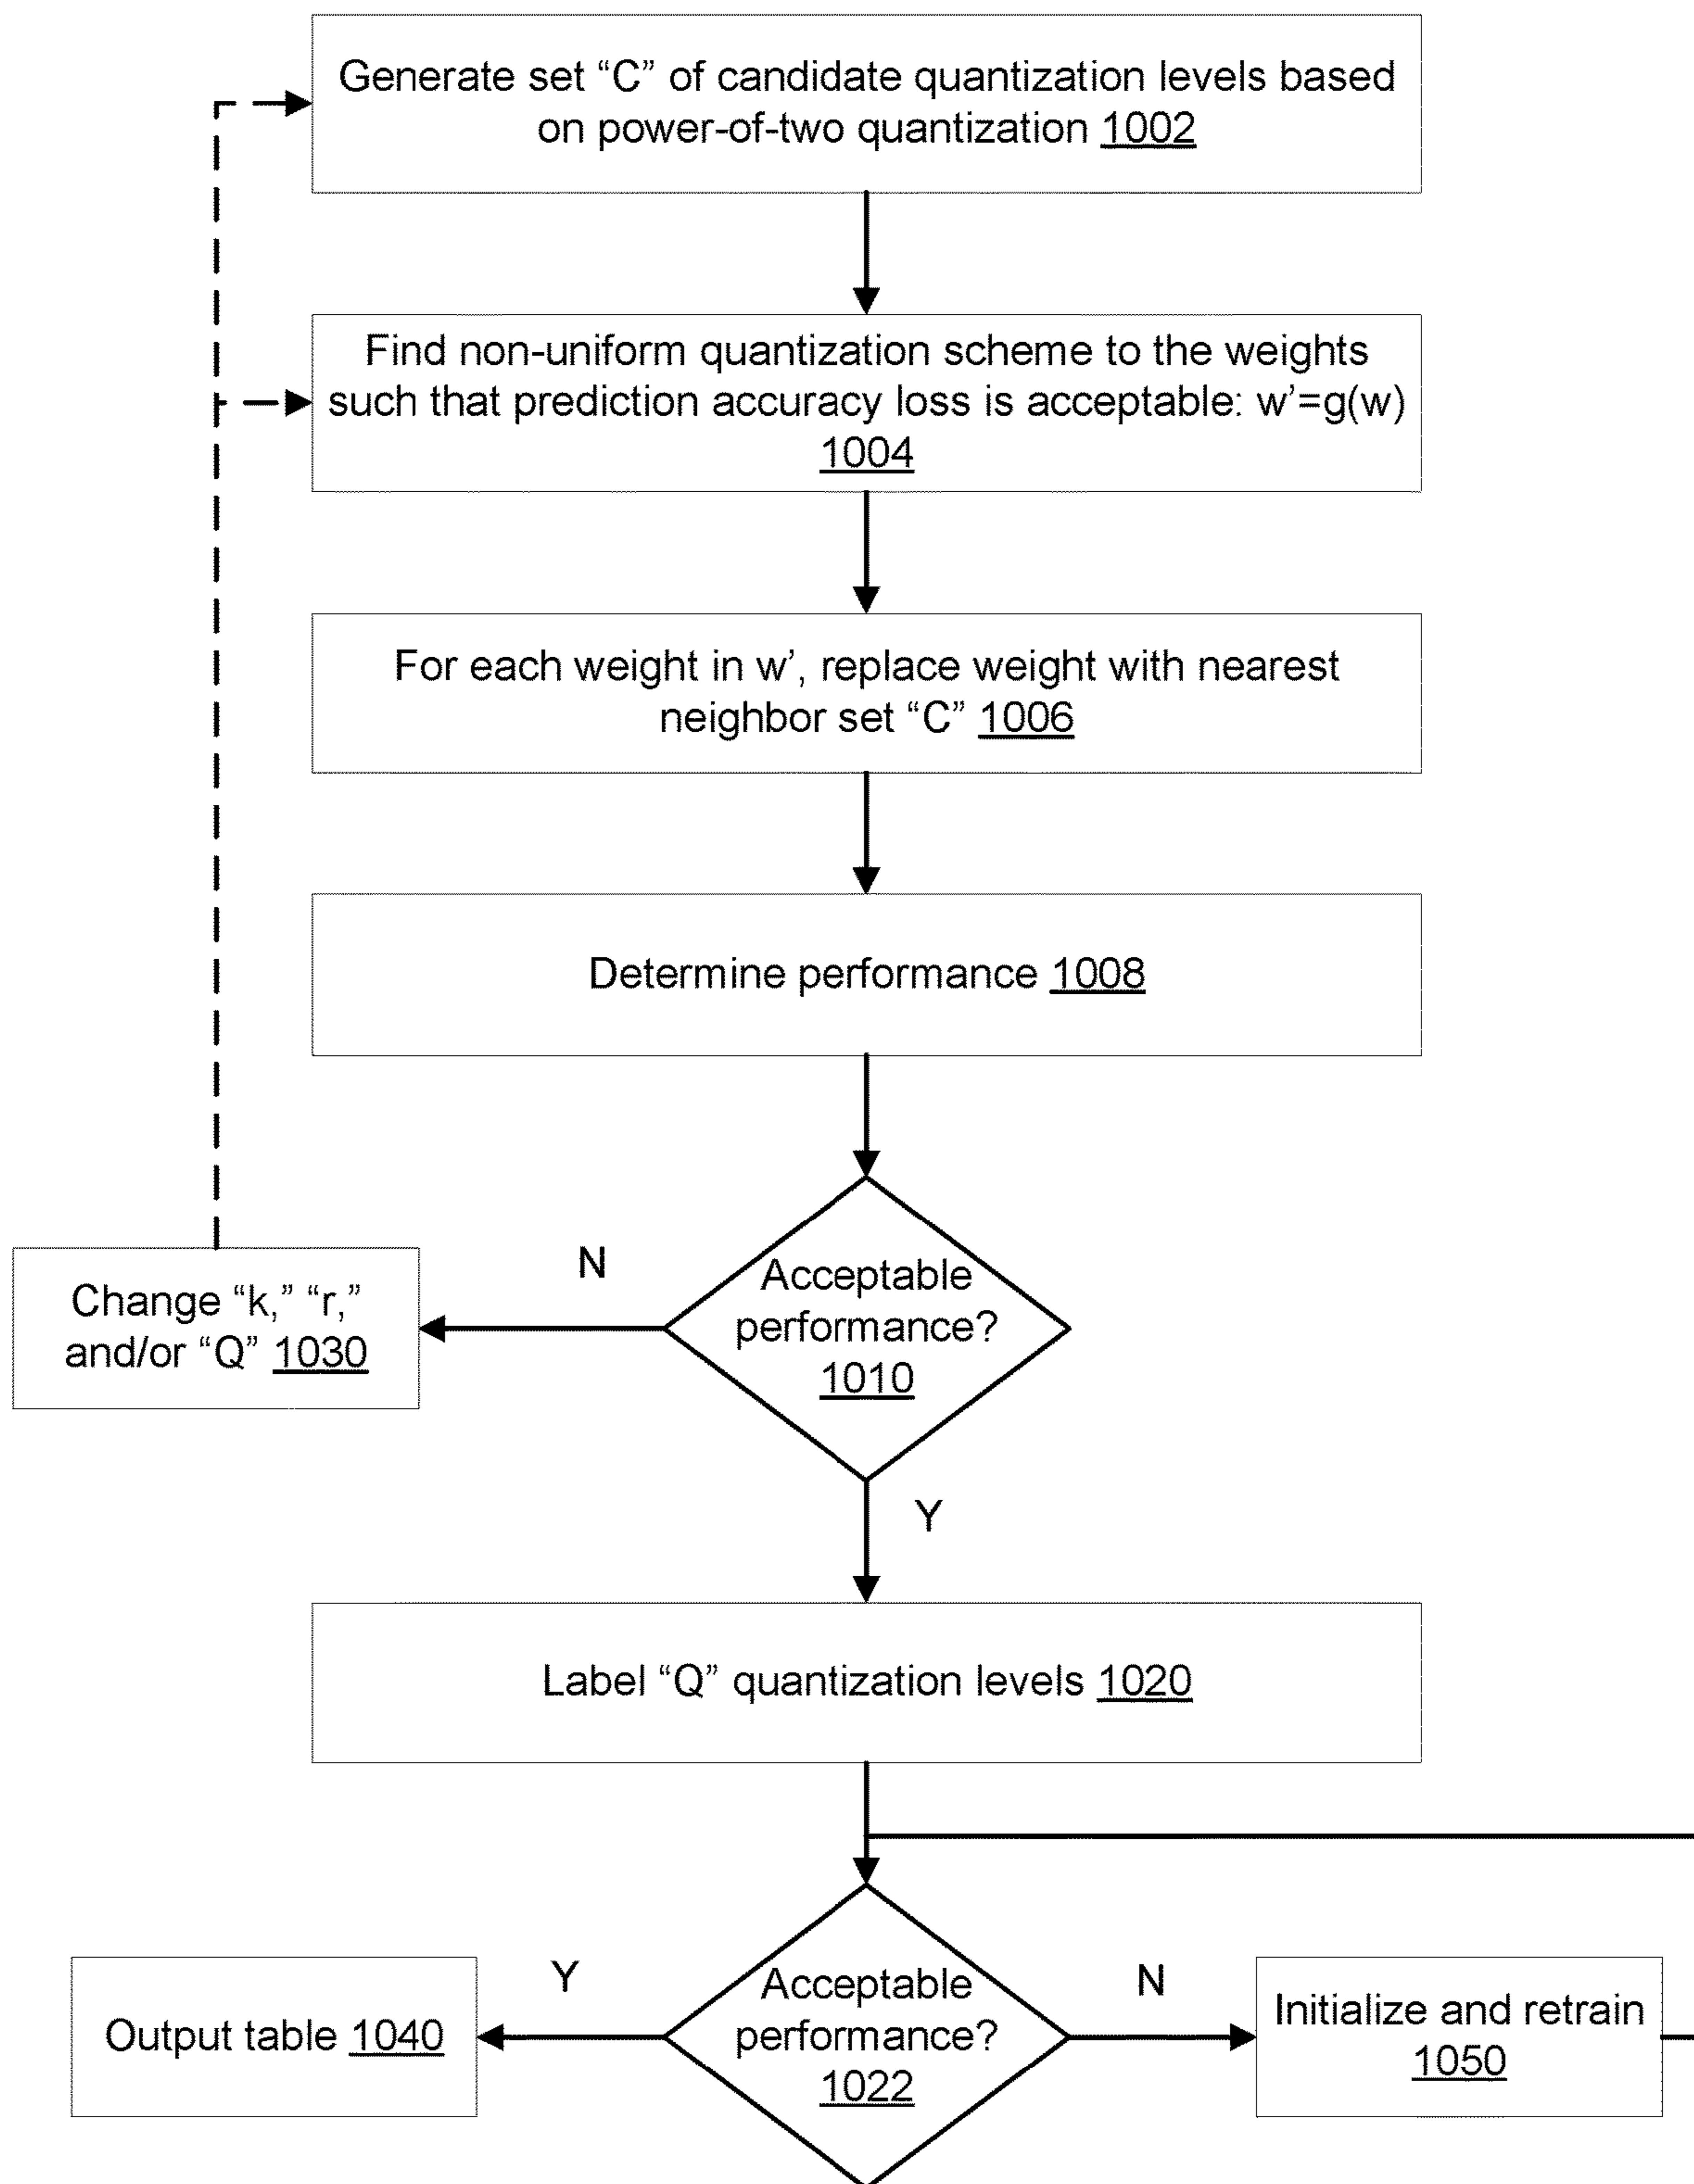 Generate set “C” of candidate quantization levels based
on power-of-two quantization 1002
Find non-uniform quantization scheme to the weights
such that prediction accuracy loss is acceptable: w’=g(w)
1004
For each weight in w’, replace weight with nearest
neighbor set “C” 1006
Determine performance 1008
N
Acceptable
performance?
1010
Change “k,” “r,”
and/or “Q” 1030
Y
Label “Q” quantization levels 1020
Y
Acceptable
performance?
1022
N
Output table 1040
Initialize and retrain
1050